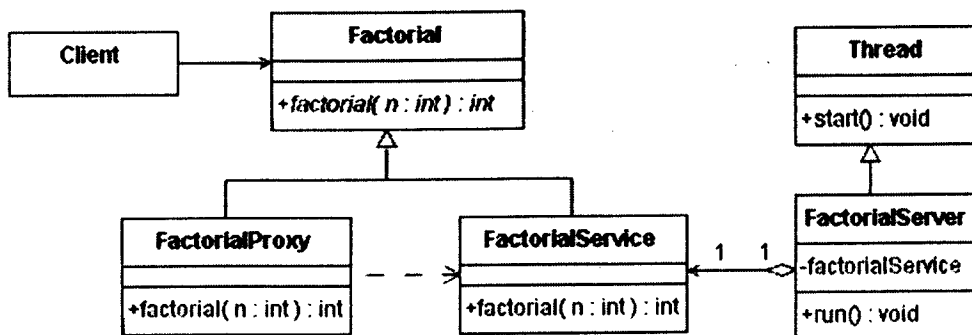 Client
Factorial
+factorial( n : int ) : int
Thread
+start() : void
FactorialProxy
+factorial( n : int ) : int
FactorialService
+factorial( n : int ) : int
1 1
FactorialServer
-factorialService
+run() : void